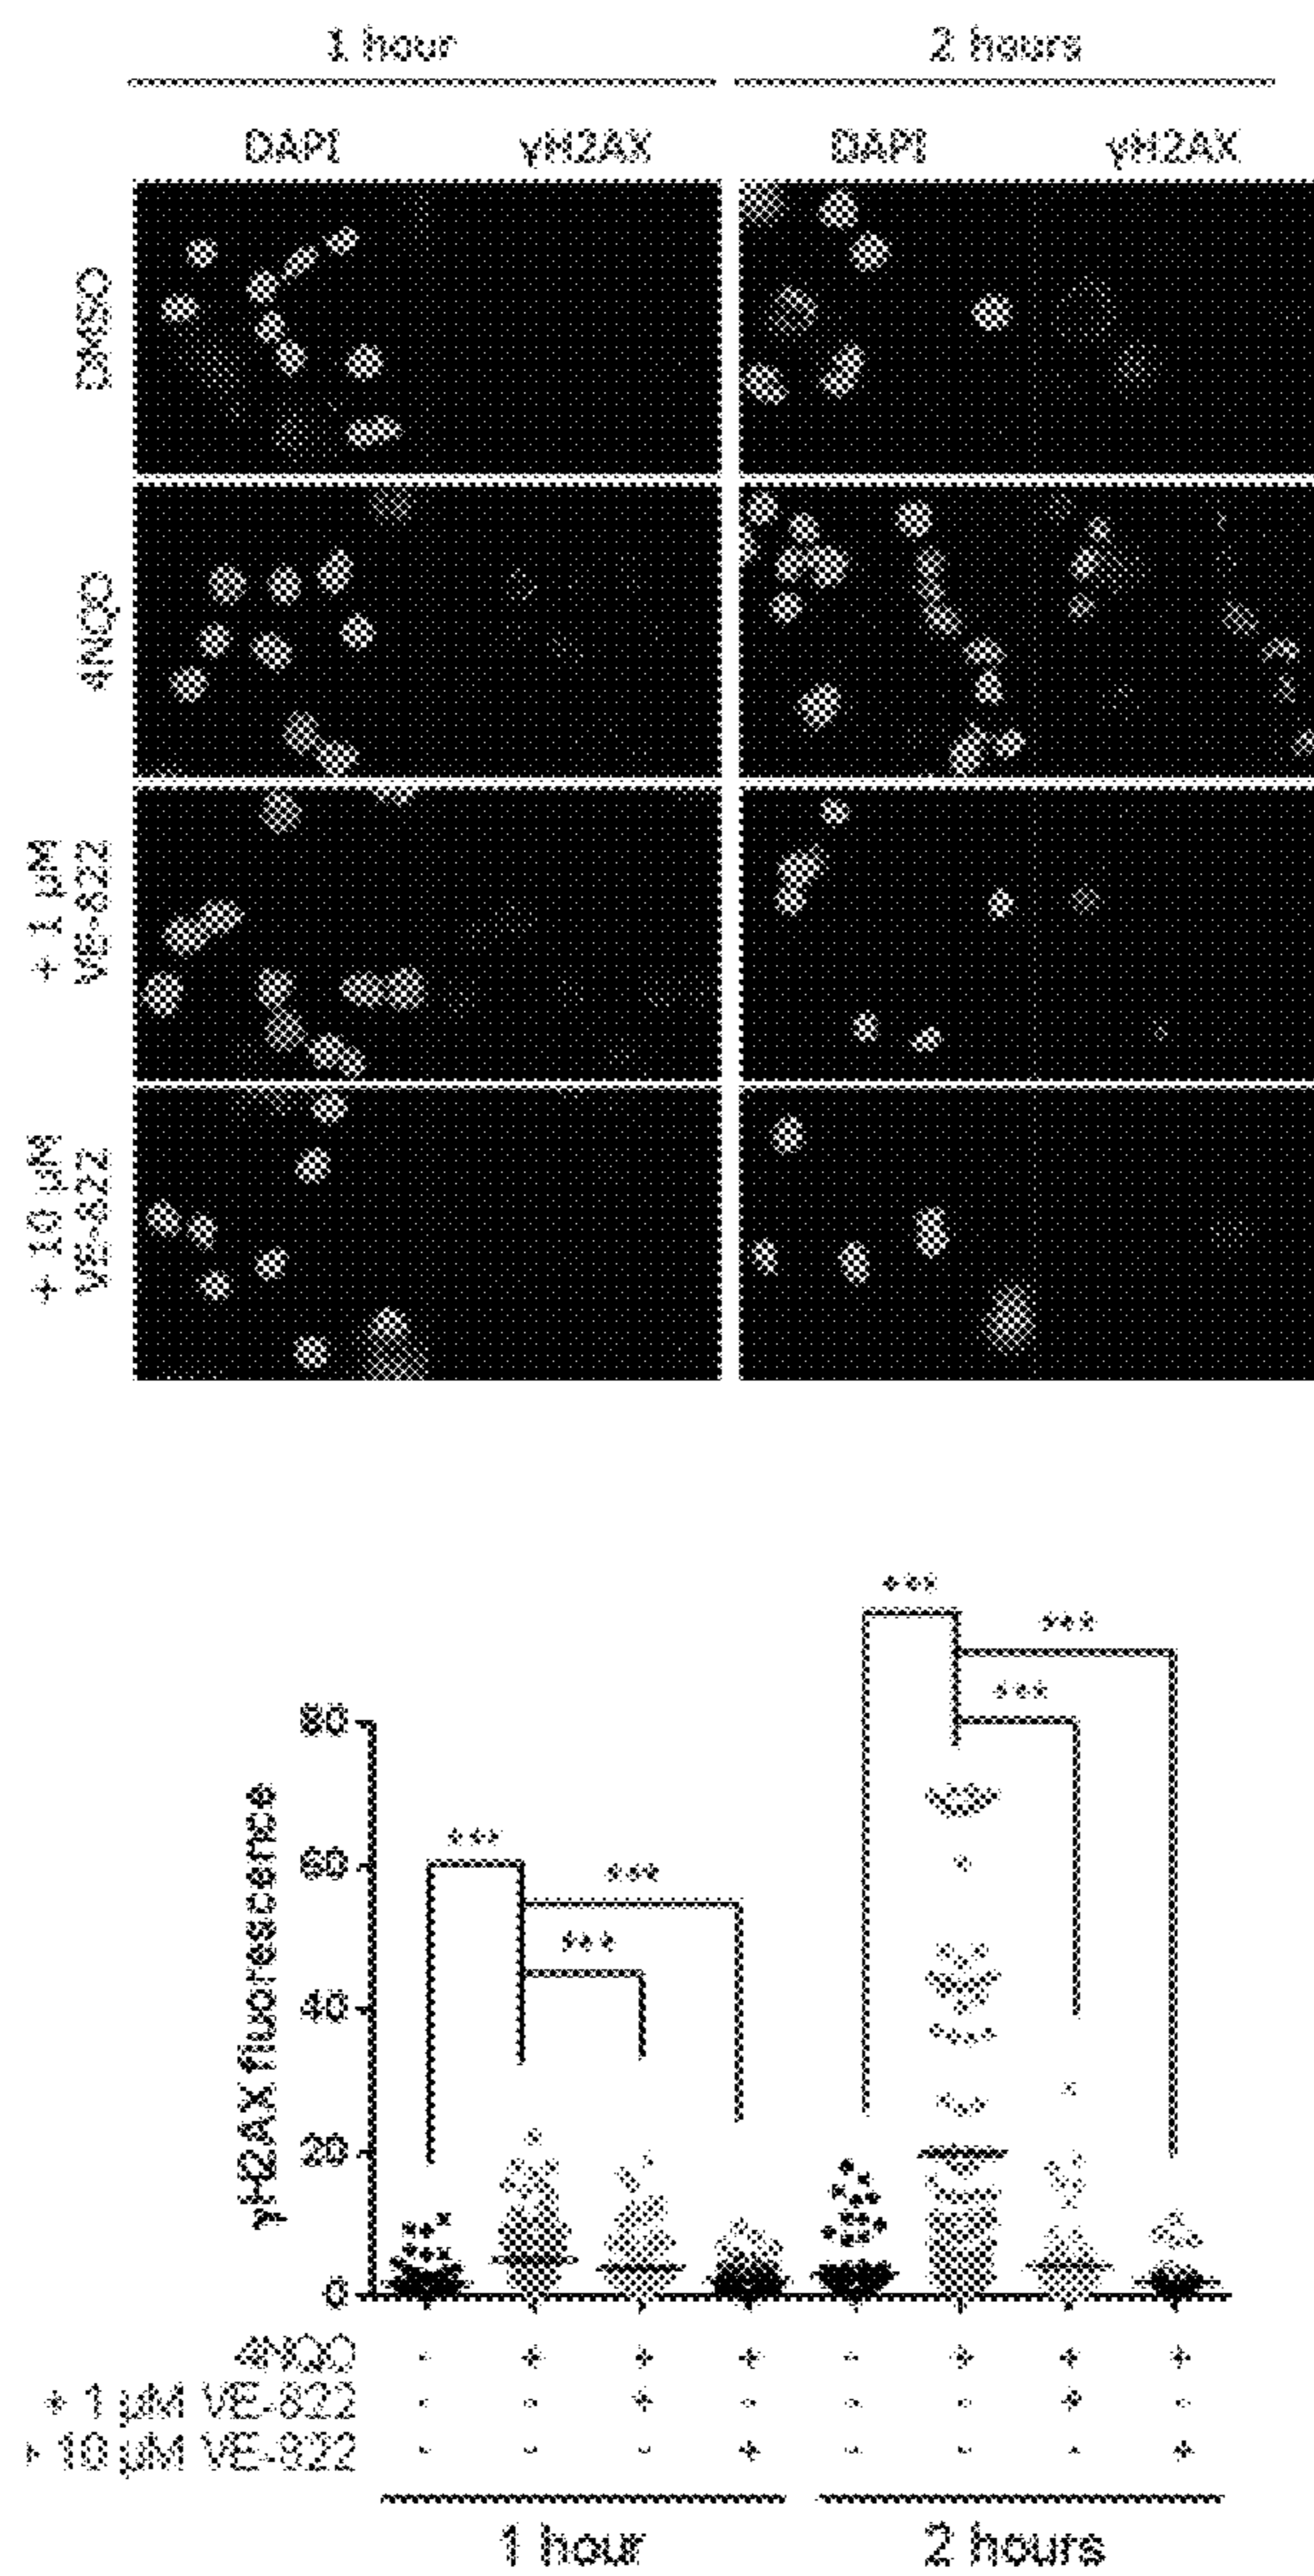 1 hour 2 hours
DAPI γH2AX DAPI γH2AX
DMSO
4NQO
+ 1 µM
VE-822
+ 10 µM
VE-822
***
***
***
***
***
***
80
60
40
20
0
γH2AX fluorescence
4NQO - + + + - + + +
+ 1 µM VE-822 - - + - - - + -
10 µM VE-822 - - - + - - - +
1 hour 2 hours